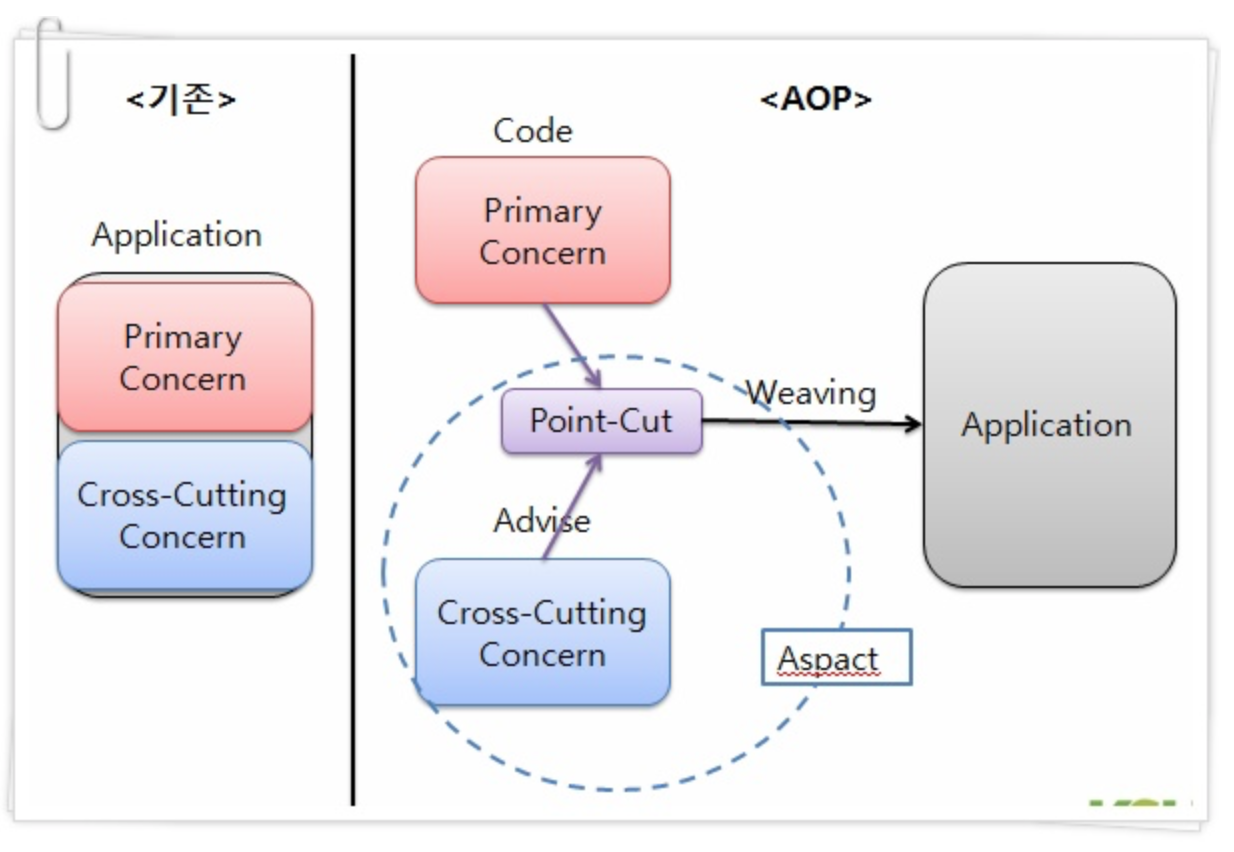 <기존>
Application
Primary
Concern
Cross-Cutting
Concern
<AOP>
Code
Primary
Concern
Point-Cut
Weaving
Application
Advise
Cross-Cutting
Concern
Aspact